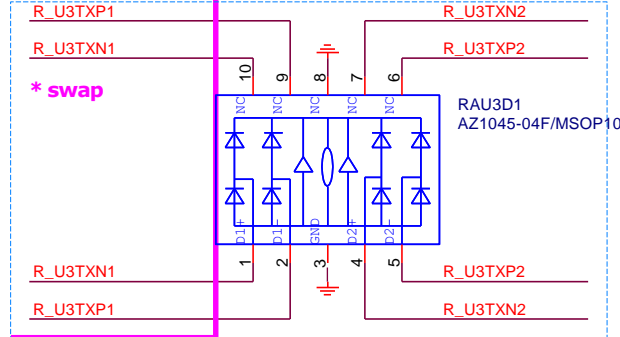 R_U3TXP1
R_U3TXN2
R_U3TXN1
R_U3TXP2
* swap
10
9
8
7
6
NC
NC
NC
NC
NC
RAU3D1
AZ1045-04F/MSOP10
D1+
D1-
GND
D2+
D2-
1
2
3
4
5
R_U3TXN1
R_U3TXP2
R_U3TXP1
R_U3TXN2